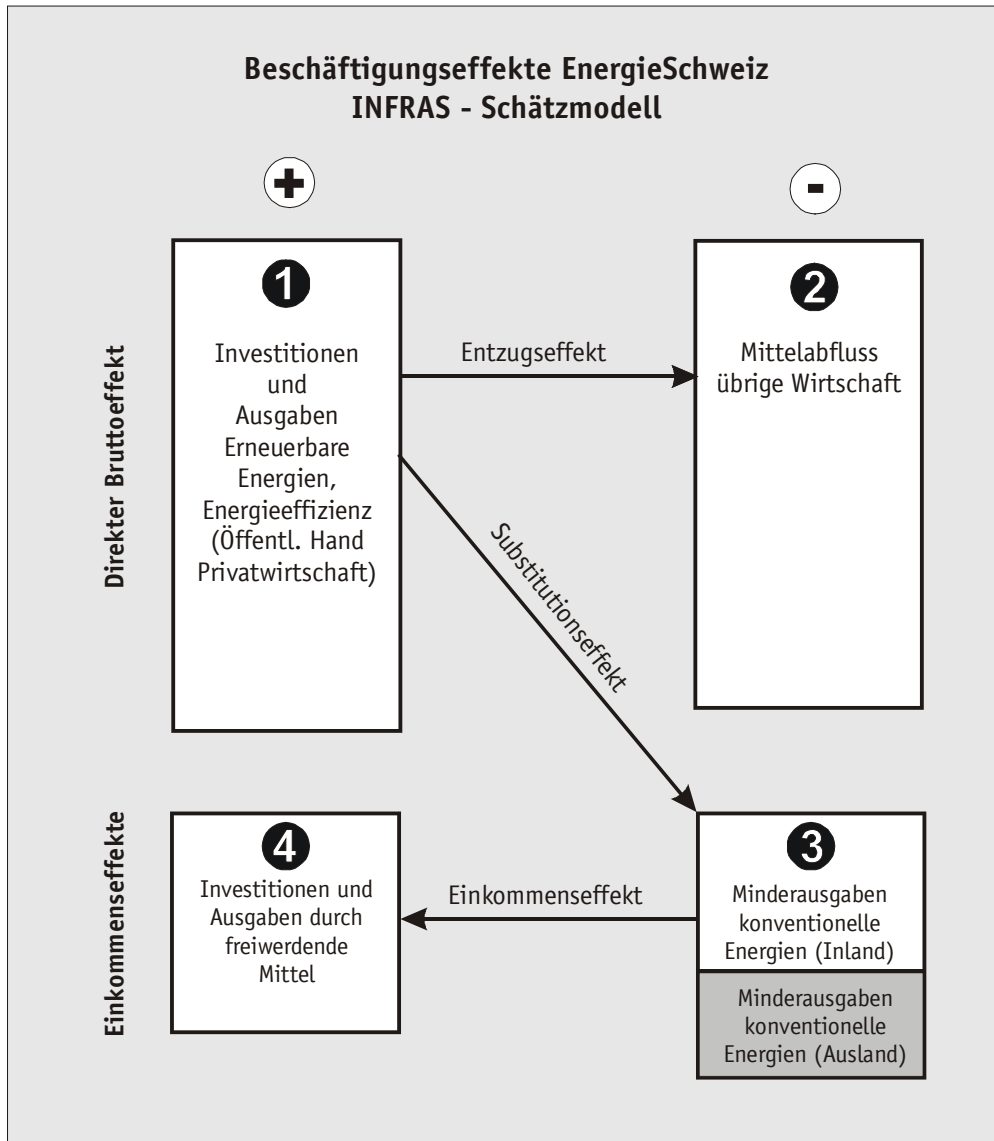 Beschäftigungseffekte EnergieSchweiz
INFRAS - Schätzmodell
+
-
Direkter Bruttoeffekt
1
Investitionen
und
Ausgaben
Erneuerbare
Energien,
Energieeffizienz
(Öffentl. Hand
Privatwirtschaft)
Entzugseffekt
2
Mittelabfluss
übrige Wirtschaft
Substitutionseffekt
Einkommenseffekte
4
Investitionen und
Ausgaben durch
freiwerdende
Mittel
Einkommenseffekt
3
Minderausgaben
konventionelle
Energien (Inland)
Minderausgaben
konventionelle
Energien (Ausland)